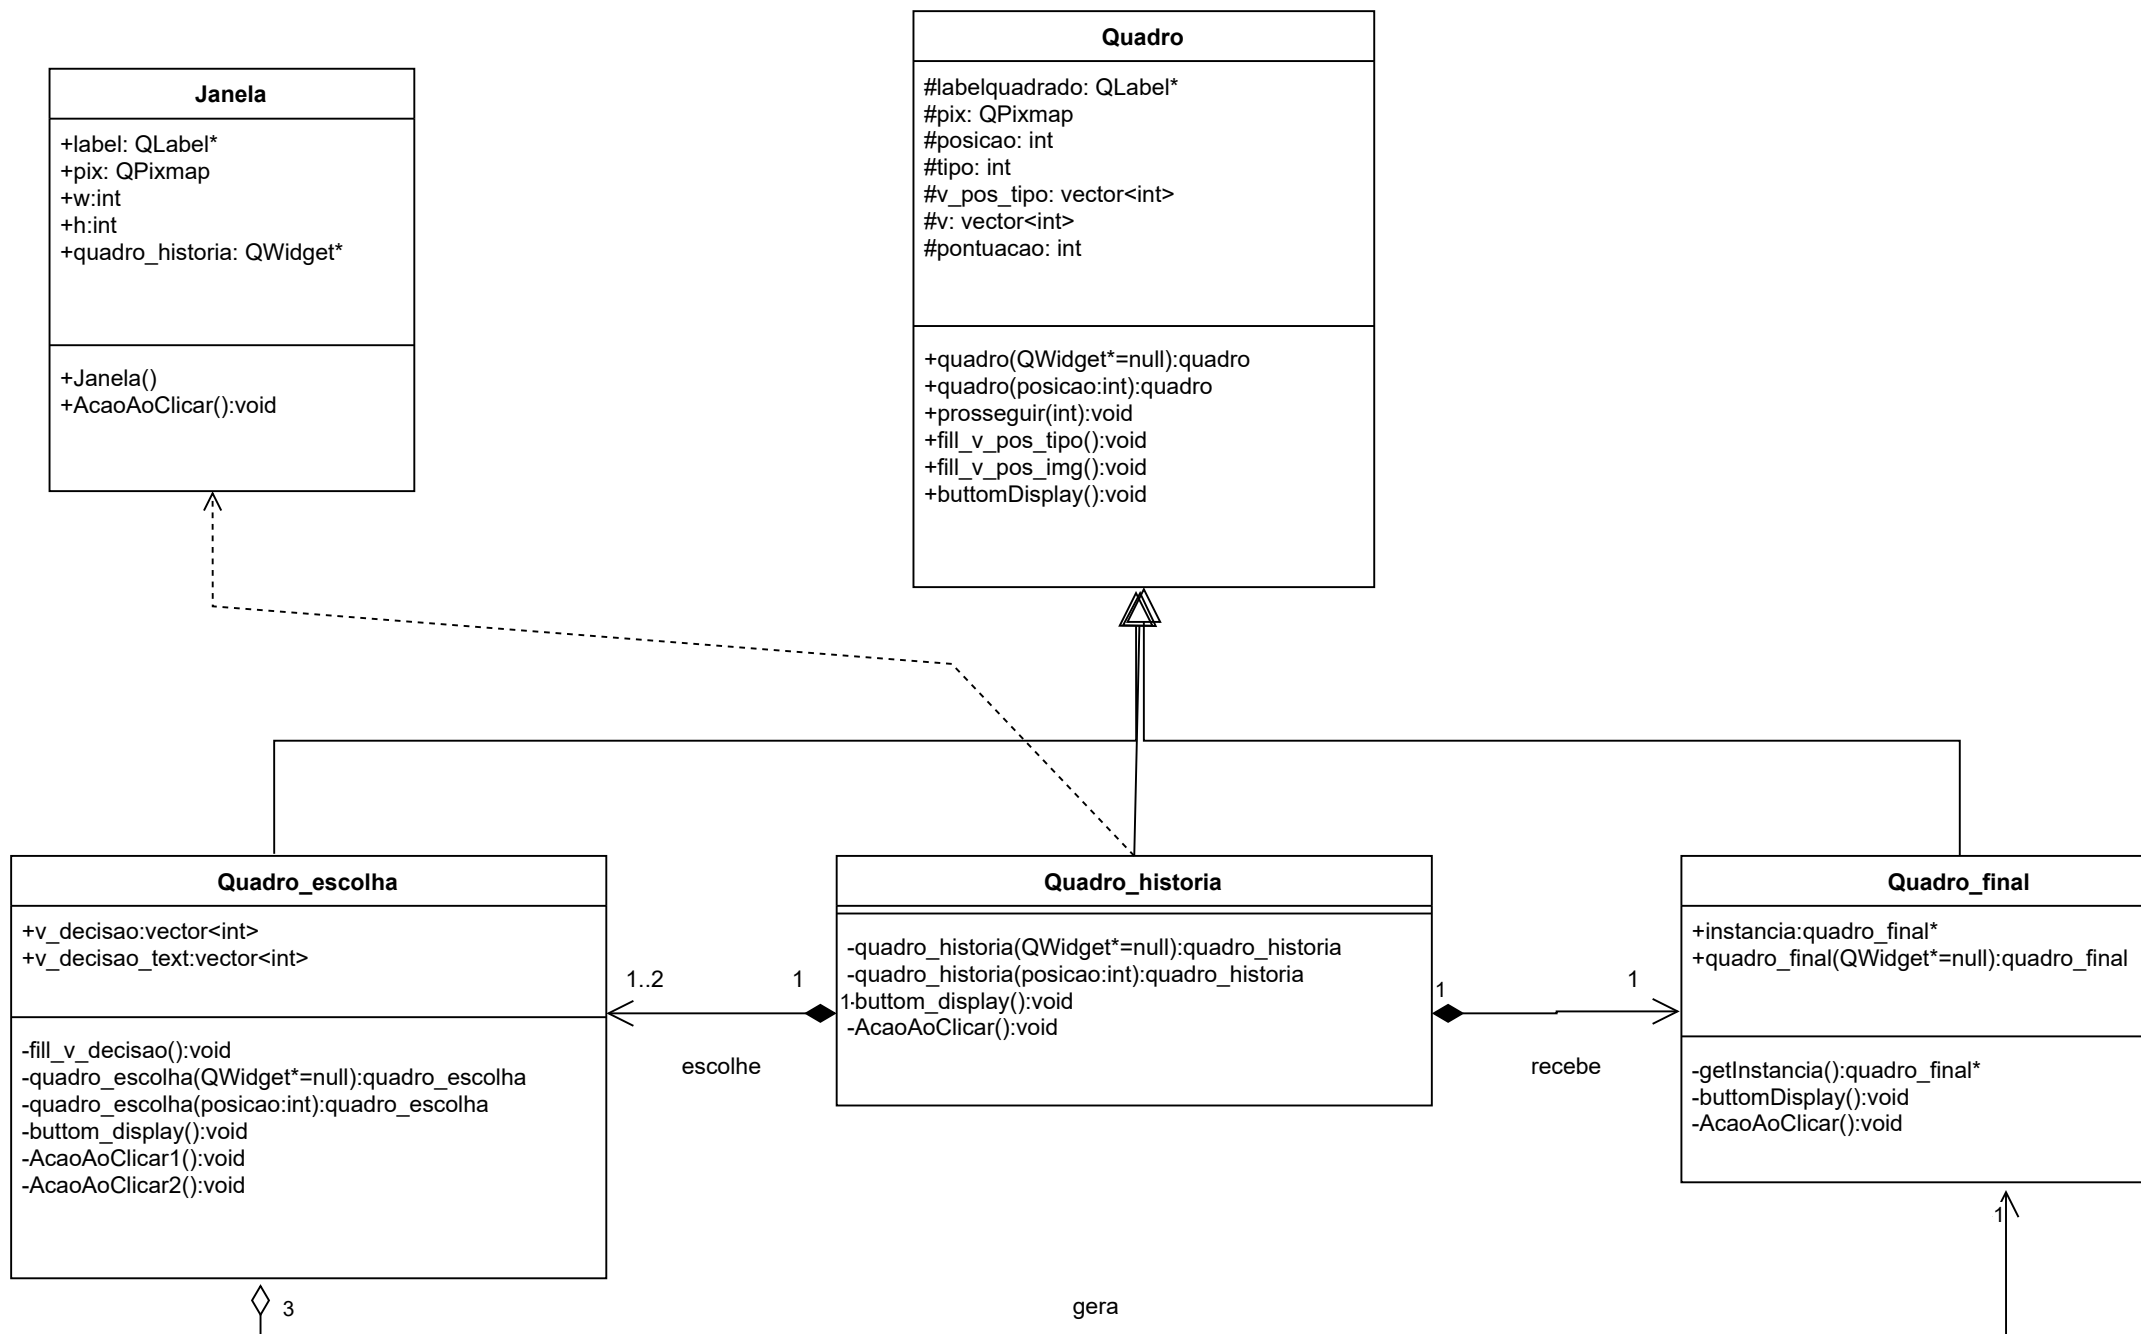 Quadro
#labelquadrado: QLabel*
#pix: QPixmap
#posicao: int
#tipo: int
#v_pos_tipo: vector<int>
#v: vector<int>
#pontuacao: int
+quadro(QWidget*=null):quadro
+quadro(posicao:int):quadro
+prosseguir(int):void
+fill_v_pos_tipo():void
+fill_v_pos_img():void
+buttomDisplay():void
Janela
+label: QLabel*
+pix: QPixmap
+w:int
+h:int
+quadro_historia: QWidget*
+Janela()
+AcaoAoClicar():void
Quadro_escolha
+v_decisao:vector<int>
+v_decisao_text:vector<int>
-fill_v_decisao():void
-quadro_escolha(QWidget*=null):quadro_escolha
-quadro_escolha(posicao:int):quadro_escolha
-buttom_display():void
-AcaoAoClicar1():void
-AcaoAoClicar2():void
1..2
1
escolhe
Quadro_historia
-quadro_historia(QWidget*=null):quadro_historia
-quadro_historia(posicao:int):quadro_historia
1
-buttom_display():void
-AcaoAoClicar():void
1
1
recebe
Quadro_final
+instancia:quadro_final*
+quadro_final(QWidget*=null):quadro_final
-getInstancia():quadro_final*
-buttomDisplay():void
-AcaoAoClicar():void
1
3
gera